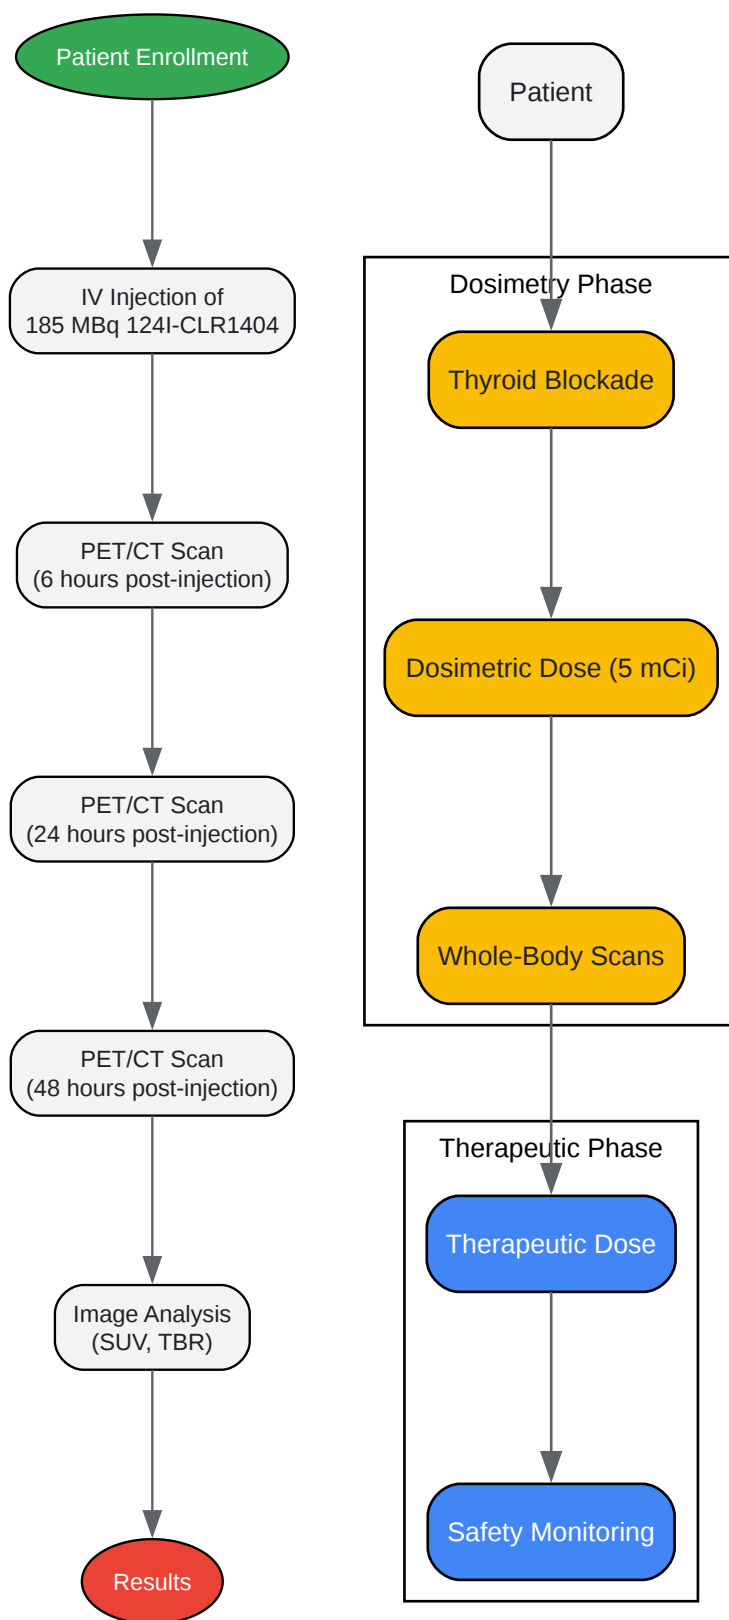 Patient Enrollment
IV Injection of
185 MBq 124I-CLR1404
PET/CT Scan
(6 hours post-injection)
PET/CT Scan
(24 hours post-injection)
PET/CT Scan
(48 hours post-injection)
Image Analysis
(SUV, TBR)
Results
Patient
Dosimetry Phase
Thyroid Blockade
Dosimetric Dose (5 mCi)
Whole-Body Scans
Therapeutic Phase
Therapeutic Dose
Safety Monitoring